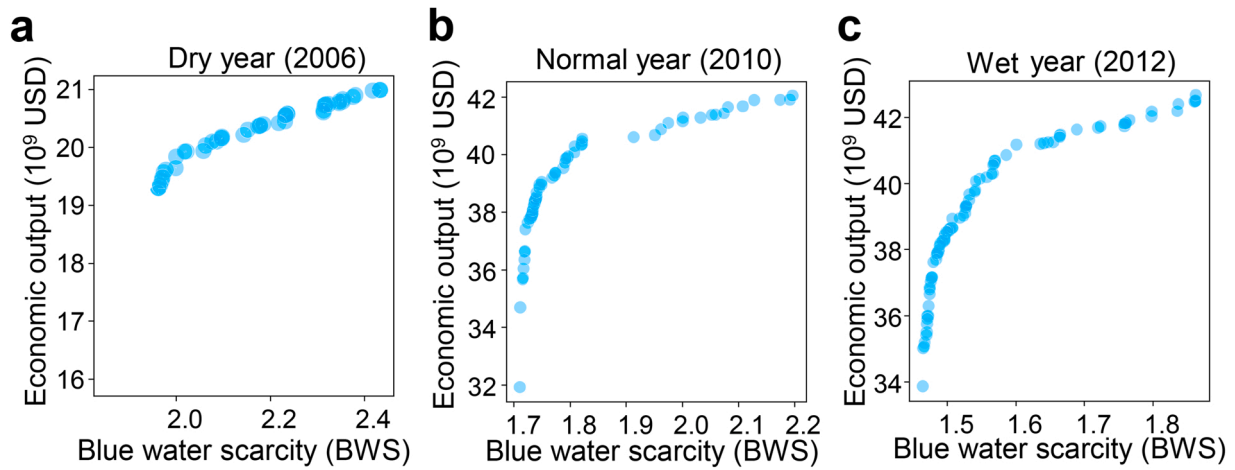 a
Dry year (2006)
Economic output (10⁹ USD)
21
20
19
18
17
16
2.0 2.2 2.4
Blue water scarcity (BWS)
b
Normal year (2010)
Economic output (10⁹ USD)
42
40
38
36
34
32
1.7 1.8 1.9 2.0 2.1 2.2
Blue water scarcity (BWS)
c
Wet year (2012)
Economic output (10⁹ USD)
42
40
38
36
34
1.5 1.6 1.7 1.8
Blue water scarcity (BWS)